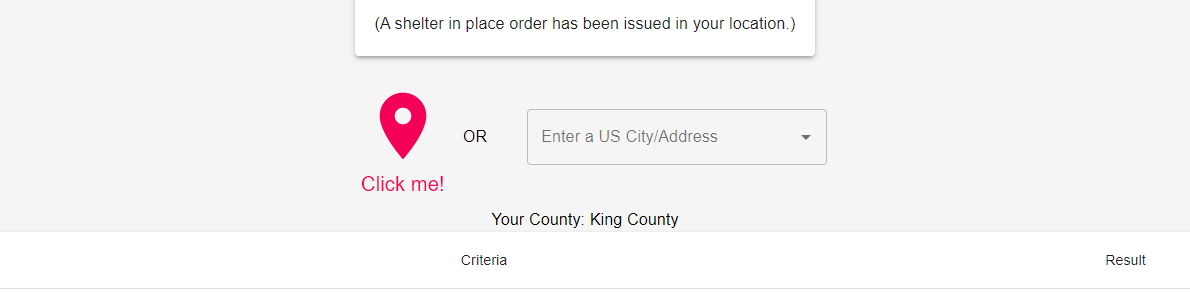 (A shelter in place order has been issued in your location.)
OR
Enter a US City/Address
Click me!
Your County: King County
Criteria
Result